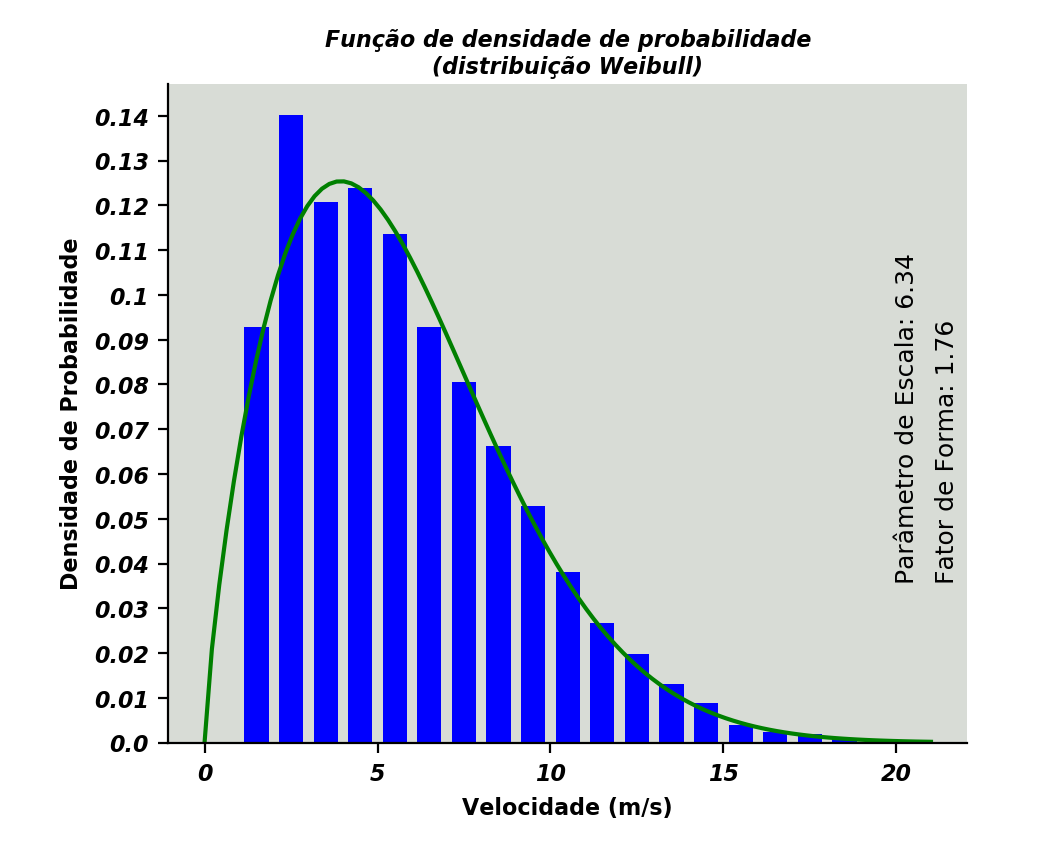 Função de densidade de probabilidade
(distribuição Weibull)
Densidade de Probabilidade
0.14
0.13
0.12
0.11
0.1
0.09
0.08
0.07
0.06
0.05
0.04
0.03
0.02
0.01
0.0
Parâmetro de Escala: 6.34
Fator de Forma: 1.76
0 5 10 15 20
Velocidade (m/s)